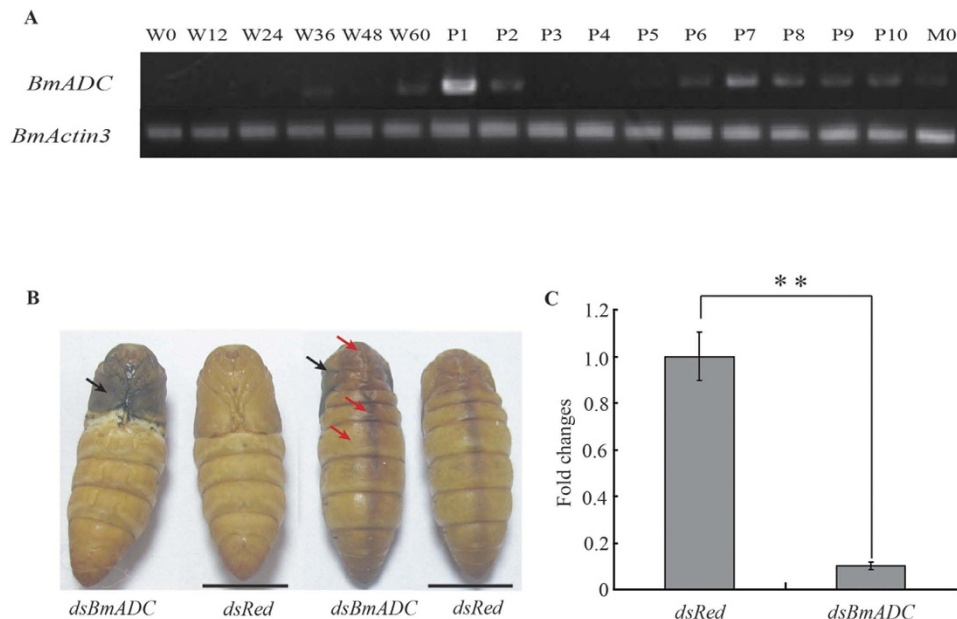 A
W0 W12 W24 W36 W48 W60 P1 P2 P3 P4 P5 P6 P7 P8 P9 P10 M0
BmADC
BmActin3
B
dsBmADC dsRed dsBmADC dsRed
C
**
1.2
1.0
0.8
0.6
0.4
0.2
0
Fold changes
dsRed dsBmADC